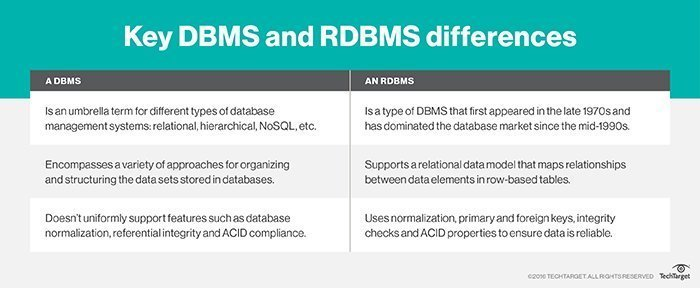 Key DBMS and RDBMS differences
A DBMS
AN RDBMS
Is an umbrella term for different types of database
management systems: relational, hierarchical, NoSQL, etc.
Is a type of DBMS that first appeared in the late 1970s and
has dominated the database market since the mid-1990s.
Encompasses a variety of approaches for organizing
and structuring the data sets stored in databases.
Supports a relational data model that maps relationships
between data elements in row-based tables.
Doesn't uniformly support features such as database
normalization, referential integrity and ACID compliance.
Uses normalization, primary and foreign keys, integrity
checks and ACID properties to ensure data is reliable.
©2016 TECHTARGET. ALL RIGHTS RESERVED TechTarget